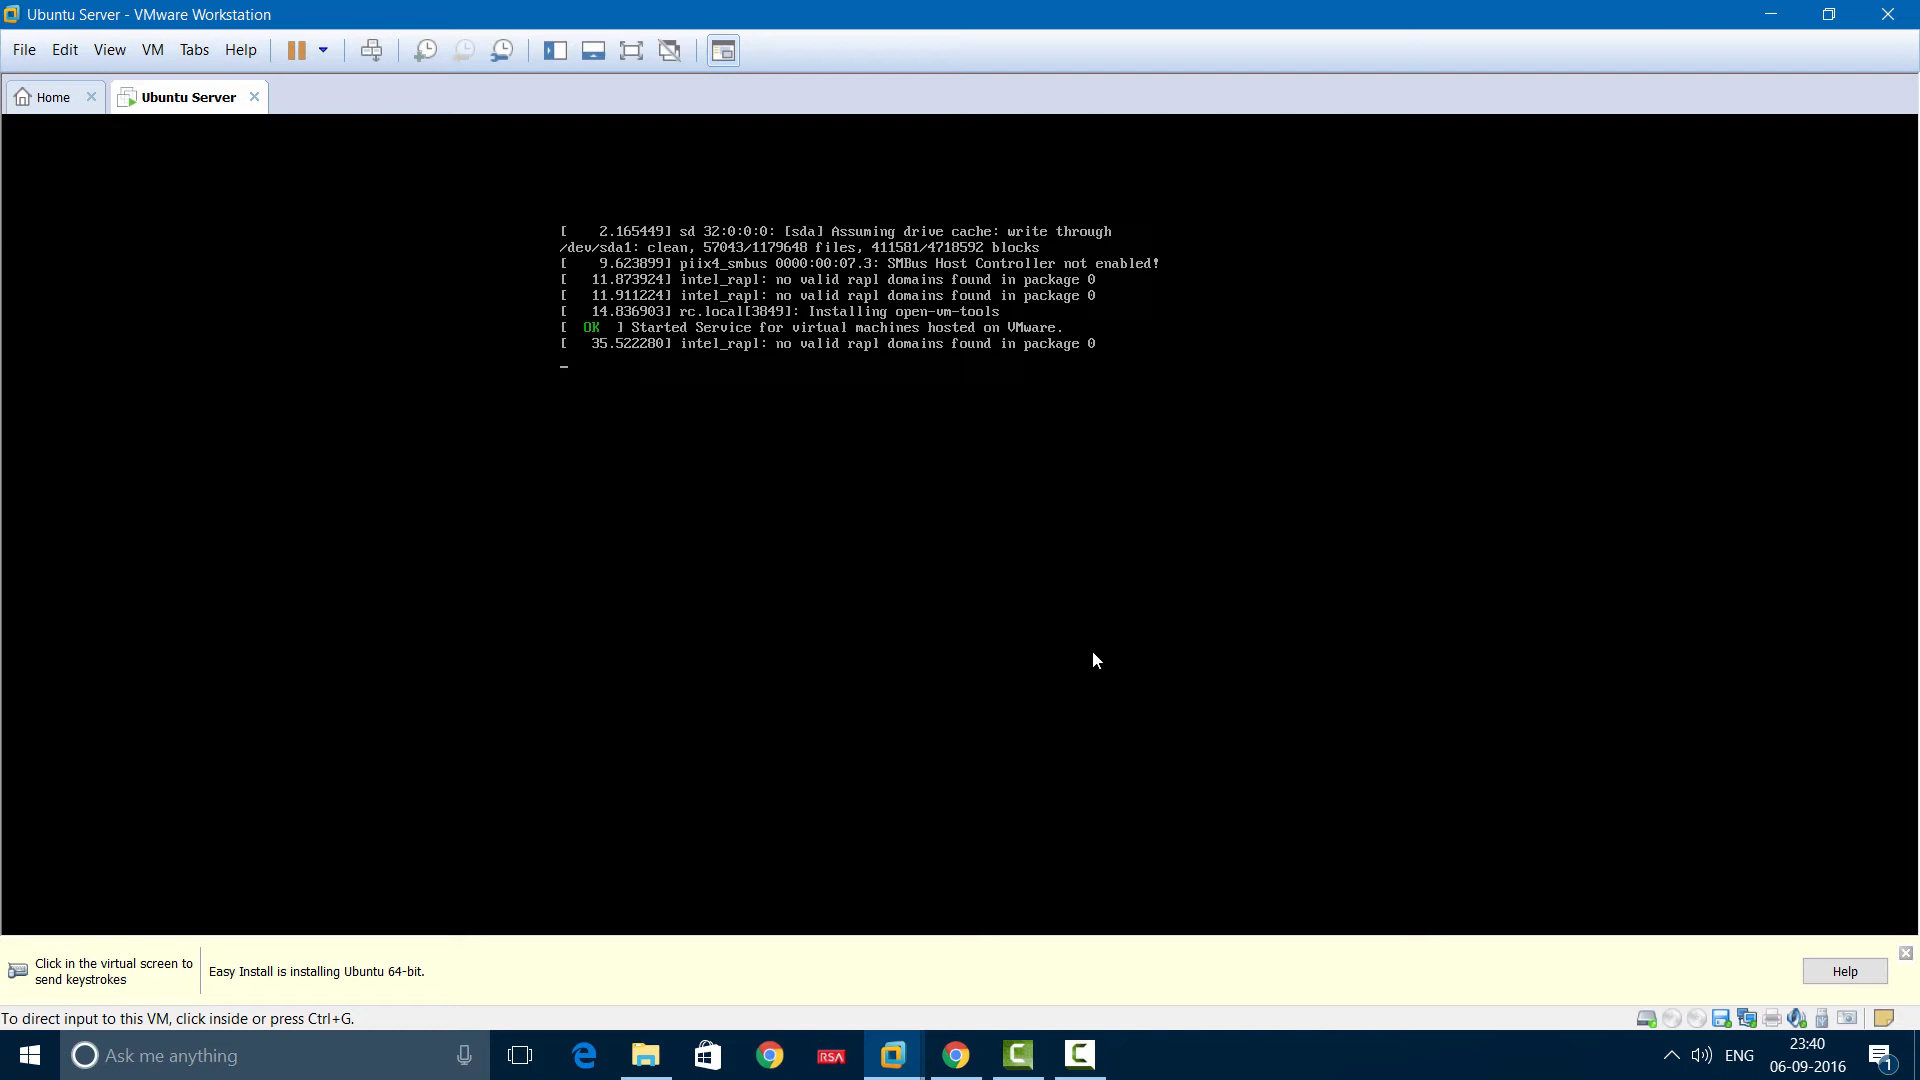 Ubuntu Server - VMware Workstation
File Edit View VM Tabs Help
Home
Ubuntu Server
[    2.165449] sd 32:0:0:0: [sda] Assuming drive cache: write through
/dev/sda1: clean, 57043/1179648 files, 411581/4718592 blocks
[    9.623899] piix4_smbus 0000:00:07.3: SMBus Host Controller not enabled!
[   11.873924] intel_rapl: no valid rapl domains found in package 0
[   11.911224] intel_rapl: no valid rapl domains found in package 0
[   14.836903] rc.local[3849]: Installing open-vm-tools
[  OK  ] Started Service for virtual machines hosted on VMware.
[   35.522280] intel_rapl: no valid rapl domains found in package 0
_
Click in the virtual screen to
send keystrokes
Easy Install is installing Ubuntu 64-bit.
Help
To direct input to this VM, click inside or press Ctrl+G.
Ask me anything
RSA
ENG
23:40
06-09-2016
1